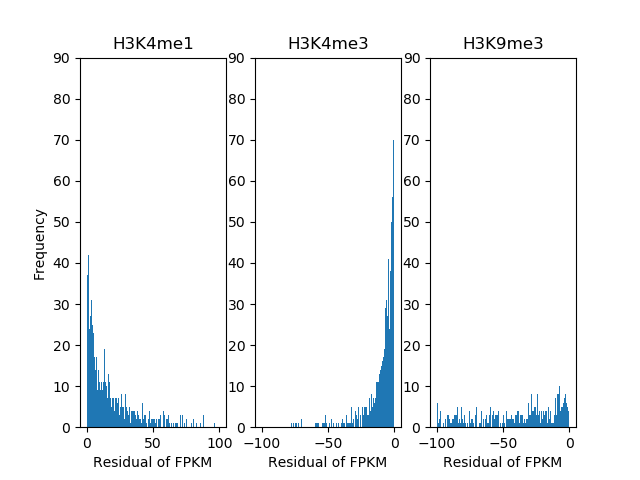 H3K4me1 H3K4me3 H3K9me3
90 90 90
80 80 80
70 70 70
60 60 60
50 50 50
40 40 40
30 30 30
20 20 20
10 10 10
0 0 0
Frequency
0 50 100 −100 −50 0 −100 −50 0
Residual of FPKM Residual of FPKM Residual of FPKM